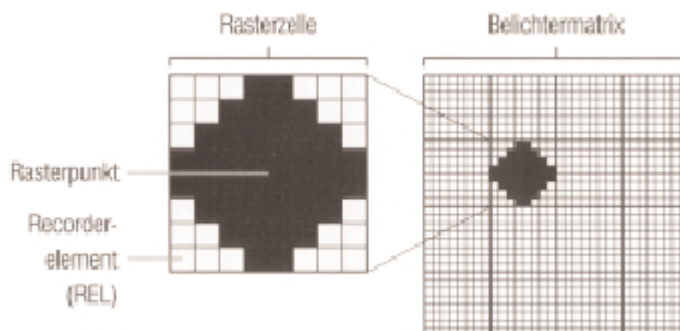 Rasterzelle
Belichtermatrix
Rasterpunkt
Recorder-
element
(REL)